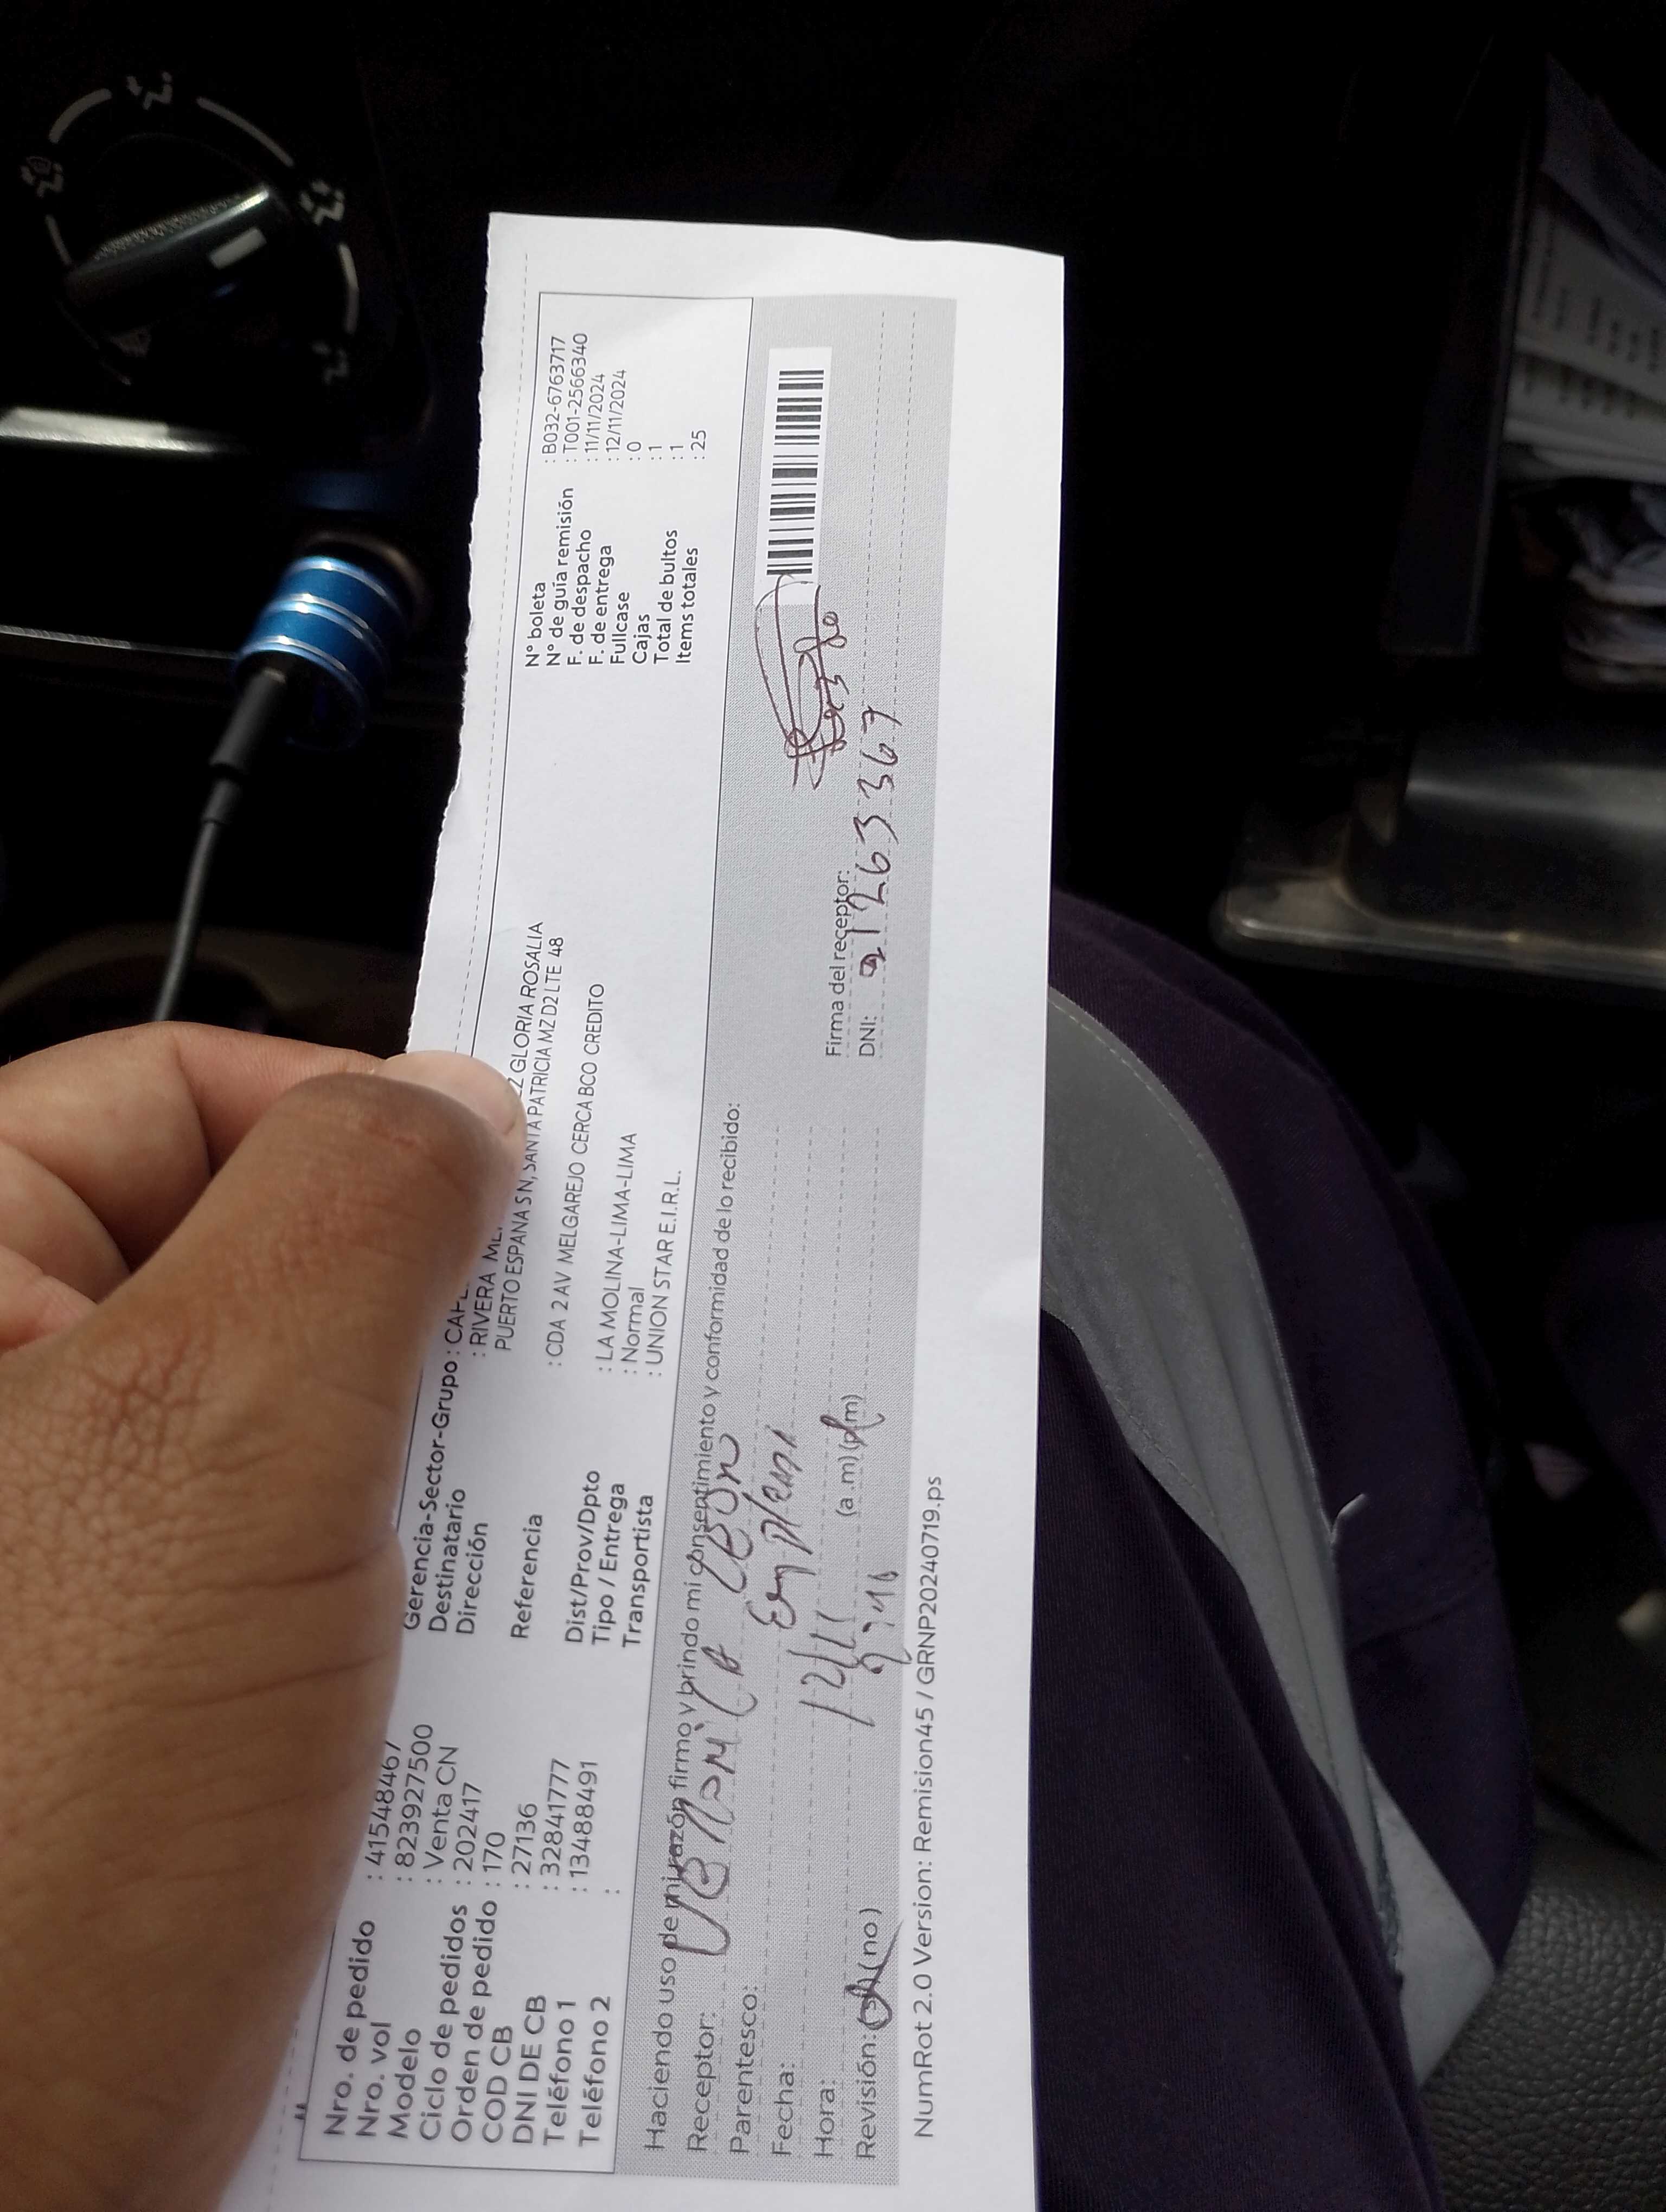 Nro. de pedido : 415484467
Nro. vol : 823927500
Modelo : Venta CN
Ciclo de pedidos : 202417
Orden de pedido : 170
COD CB : 27136
DNI DE CB : 32841777
Teléfono 1 : 13488491
Teléfono 2 :
Gerencia-Sector-Grupo :
Destinatario : RIVERA GLORIA ROSALIA
Dirección PUERTO ESPANA S N, SANTA PATRICIA MZ D2 LTE 48
Referencia : CDA 2 AV MELGAREJO CERCA BCO CREDITO
Dist/Prov/Dpto : LA MOLINA-LIMA-LIMA
Tipo / Entrega : Normal
Transportista : UNION STAR E.I.R.L.
N° boleta : B032-6763717
N° de guía remisión : T001-2566340
F. de despacho : 11/11/2024
F. de entrega : 12/11/2024
Fullcase : 0
Cajas : 1
Total de bultos : 1
Items totales : 25
Haciendo uso de mi razón firmo y brindo mi consentimiento y conformidad de lo recibido:
Receptor: León
Parentesco:
Fecha: 12/11
Hora: (a.m) (p.m)
Revisión: (no)
Firma del receptor:
DNI:
NumRot 2.0 Version: Remision45 / GRNP20240719.ps